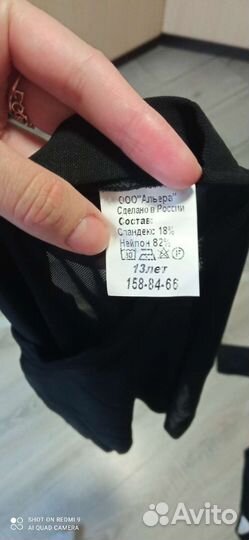 ООО"Альера"
Сделано в России
Состав:
Спандекс 18%
Нейлон 82%
13лет
158-84-66
SHOT ON REDMI 9
AI QUAD CAMERA
Avito